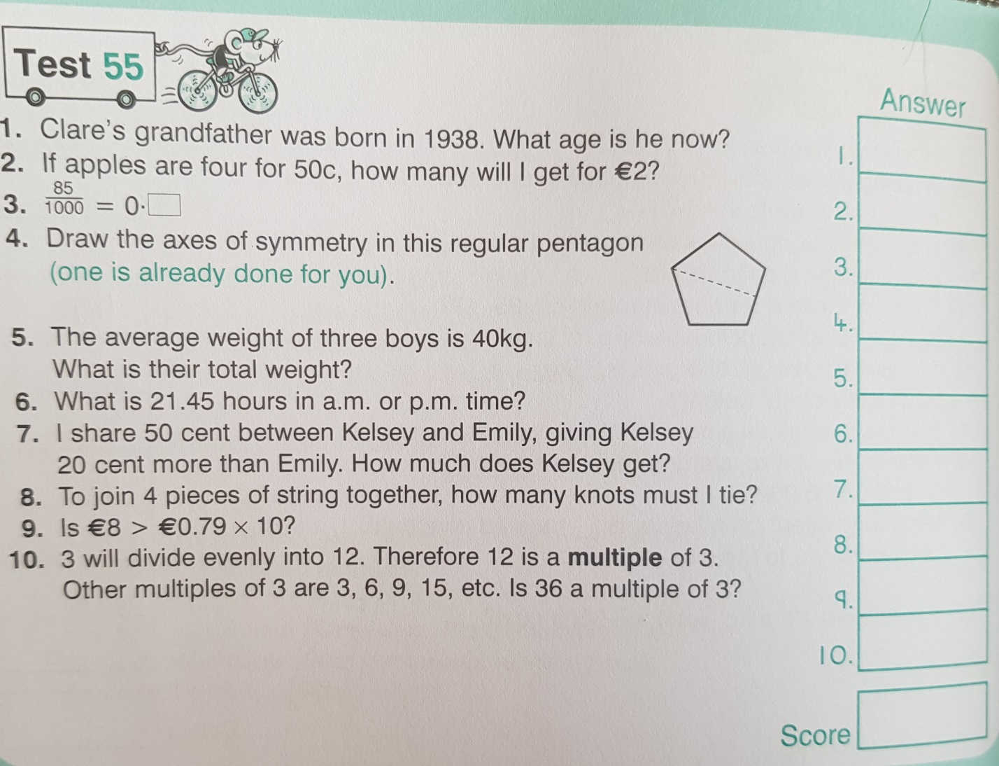 Test 55
Answer
1. Clare's grandfather was born in 1938. What age is he now?
2. If apples are four for 50c, how many will I get for €2?
3. 85/1000 = 0·
4. Draw the axes of symmetry in this regular pentagon
(one is already done for you).
5. The average weight of three boys is 40kg.
What is their total weight?
6. What is 21.45 hours in a.m. or p.m. time?
7. I share 50 cent between Kelsey and Emily, giving Kelsey
20 cent more than Emily. How much does Kelsey get?
8. To join 4 pieces of string together, how many knots must I tie?
9. Is €8 > €0.79 × 10?
10. 3 will divide evenly into 12. Therefore 12 is a multiple of 3.
Other multiples of 3 are 3, 6, 9, 15, etc. Is 36 a multiple of 3?
1.
2.
3.
4.
5.
6.
7.
8.
9.
10.
Score